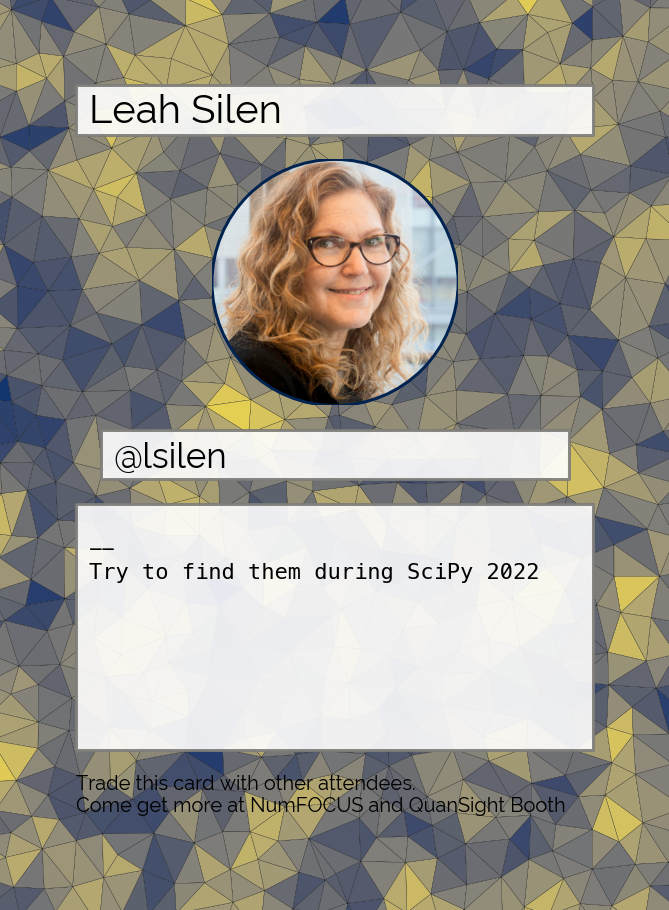 Leah Silen
@lsilen
——
Try to find them during SciPy 2022
Trade this card with other attendees.
Come get more at NumFOCUS and QuanSight Booth